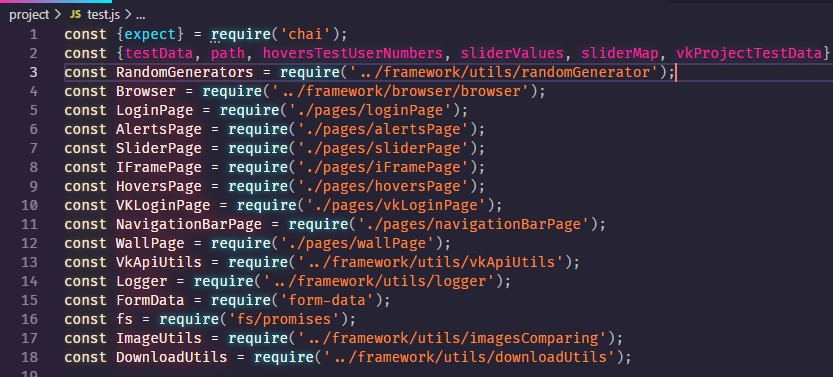 project > JS test.js > ...
1 const {expect} = require('chai');
2 const {testData, path, hoversTestUserNumbers, sliderValues, sliderMap, vkProjectTestData}
3 const RandomGenerators = require('../framework/utils/randomGenerator');
4 const Browser = require('../framework/browser/browser');
5 const LoginPage = require('./pages/loginPage');
6 const AlertsPage = require('./pages/alertsPage');
7 const SliderPage = require('./pages/sliderPage');
8 const IFramePage = require('./pages/iFramePage');
9 const HoversPage = require('./pages/hoversPage');
10 const VKLoginPage = require('./pages/vkLoginPage');
11 const NavigationBarPage = require('./pages/navigationBarPage');
12 const WallPage = require('./pages/wallPage');
13 const VkApiUtils = require('../framework/utils/vkApiUtils');
14 const Logger = require('../framework/utils/logger');
15 const FormData = require('form-data');
16 const fs = require('fs/promises');
17 const ImageUtils = require('../framework/utils/imagesComparing');
18 const DownloadUtils = require('../framework/utils/downloadUtils');
19